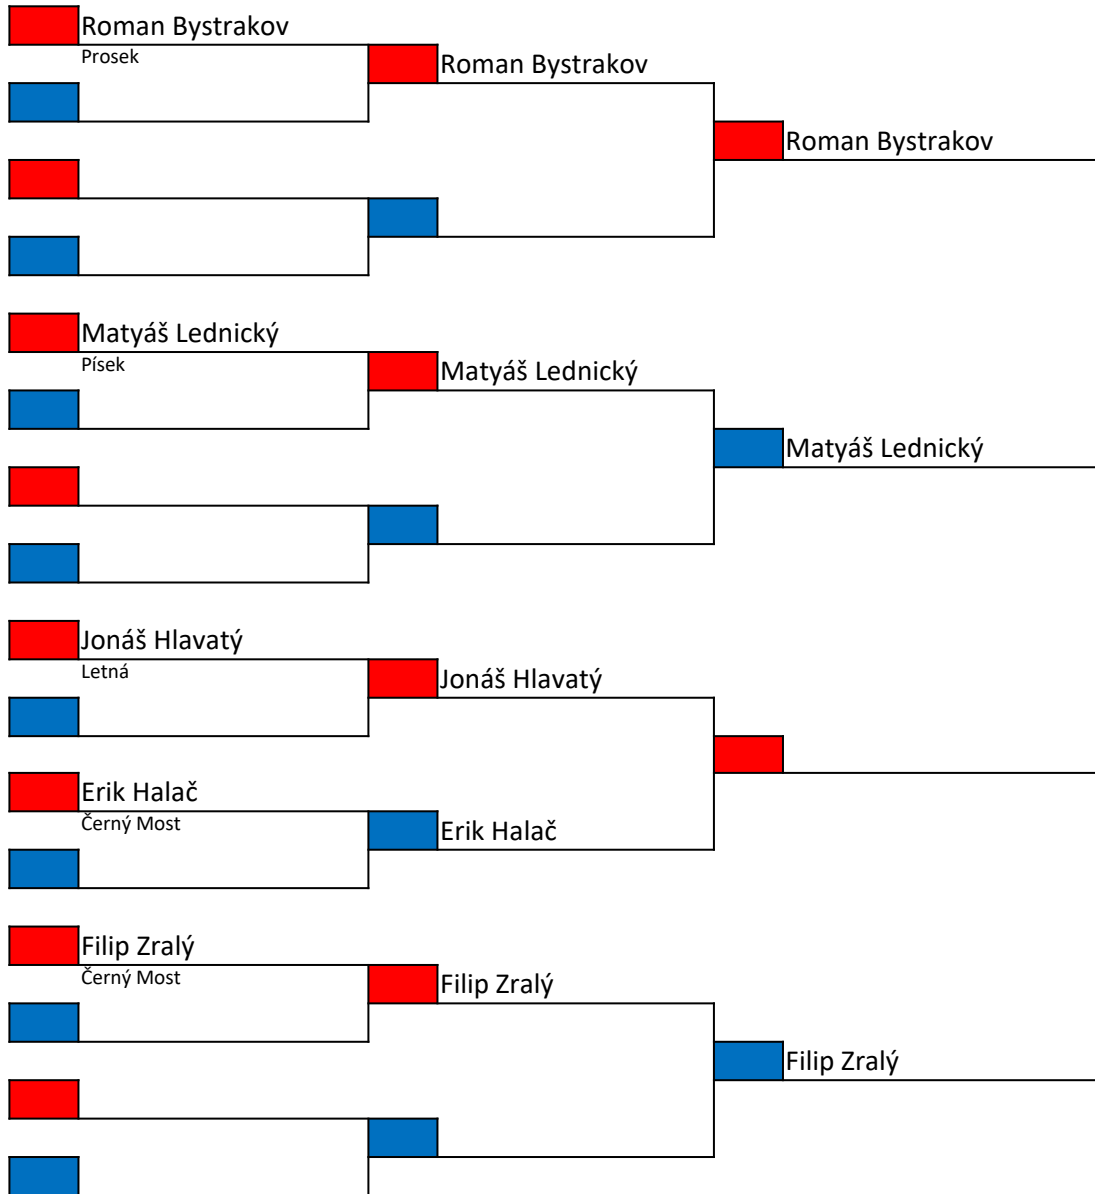 Roman Bystrakov
Prosek
Roman Bystrakov
Roman Bystrakov
Matyáš Lednický
Písek
Matyáš Lednický
Matyáš Lednický
Jonáš Hlavatý
Letná
Jonáš Hlavatý
Erik Halač
Černý Most
Erik Halač
Filip Zralý
Černý Most
Filip Zralý
Filip Zralý